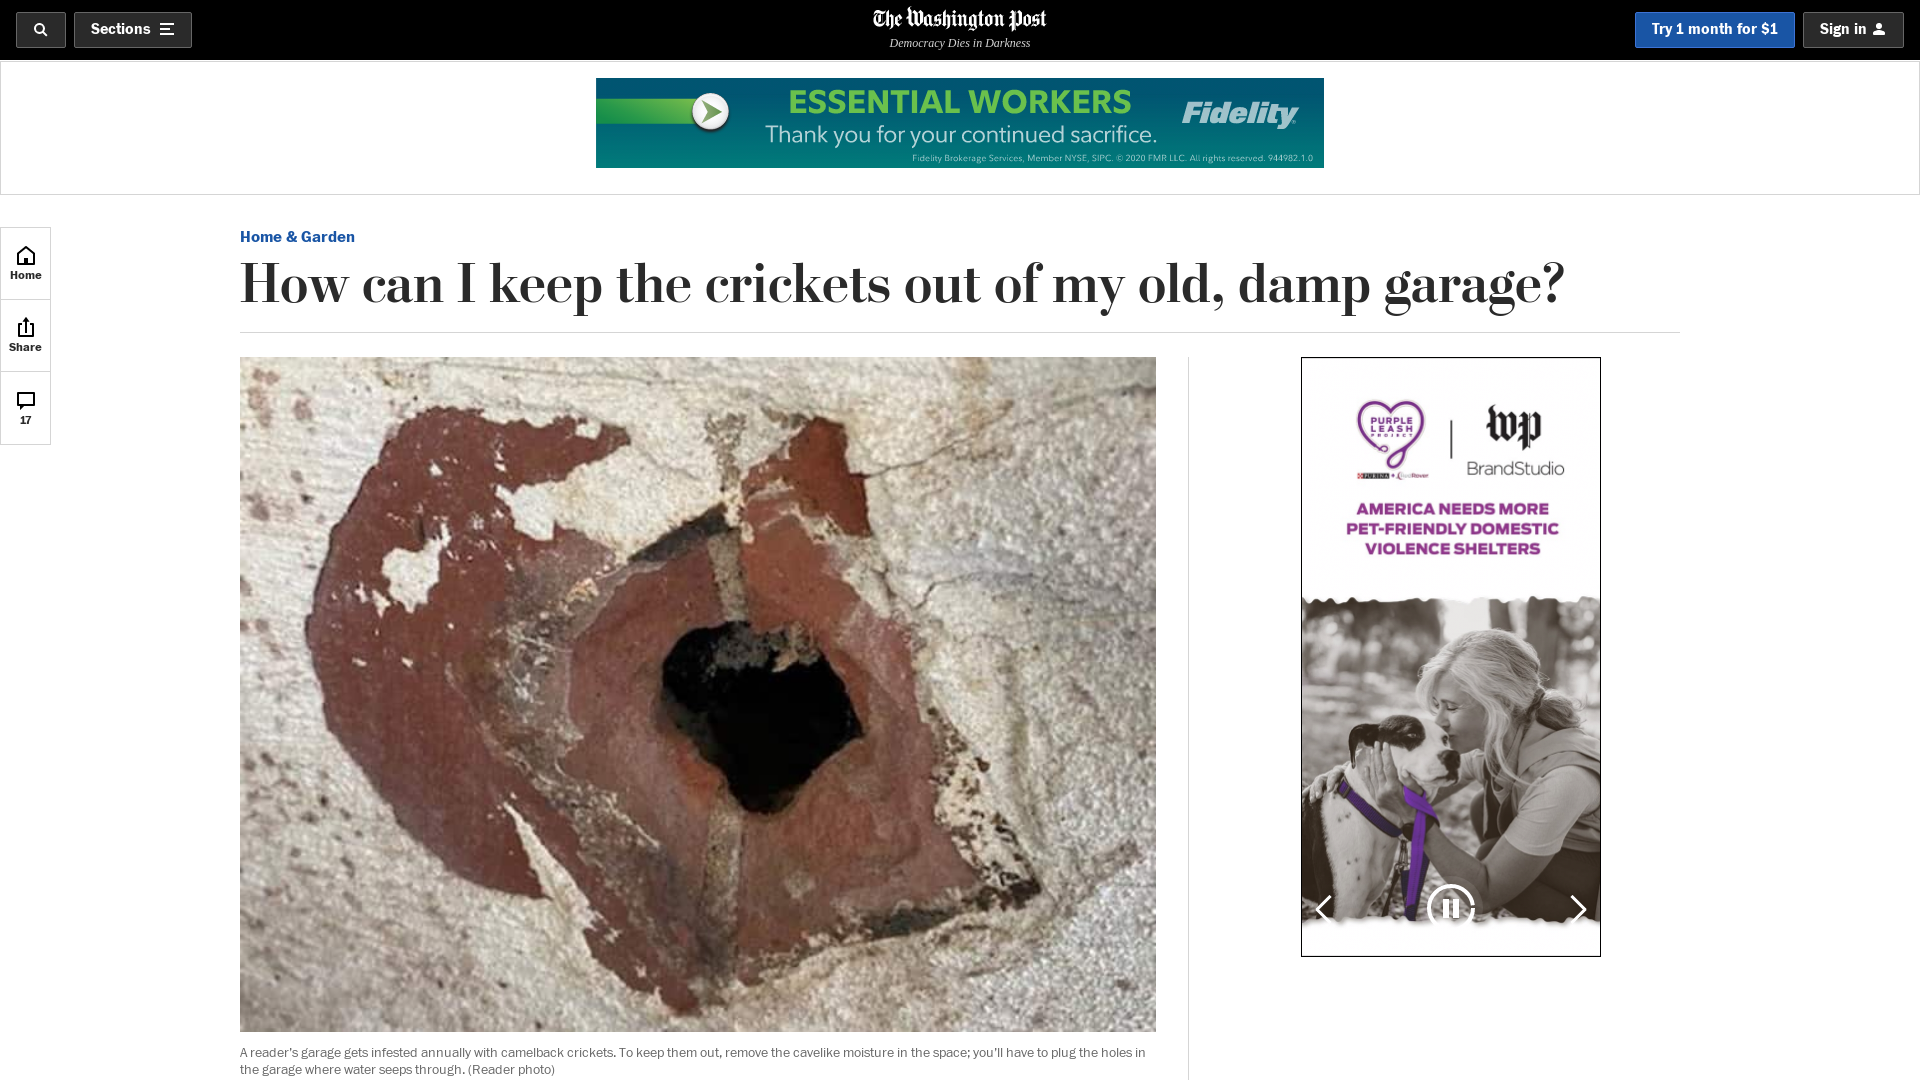 Sections
The Washington Post
Democracy Dies in Darkness
Try 1 month for $1
Sign in
ESSENTIAL WORKERS
Thank you for your continued sacrifice.
Fidelity
Fidelity Brokerage Services, Member NYSE, SIPC. © 2020 FMR LLC. All rights reserved. 944982.1.0
Home
Share
17
Home & Garden
How can I keep the crickets out of my old, damp garage?
PURPLE
LEASH
PROJECT
PURINA
wp
BrandStudio
AMERICA NEEDS MORE
PET-FRIENDLY DOMESTIC
VIOLENCE SHELTERS
A reader's garage gets infested annually with camelback crickets. To keep them out, remove the cavelike moisture in the space; you'll have to plug the holes in
the garage where water seeps through. (Reader photo)